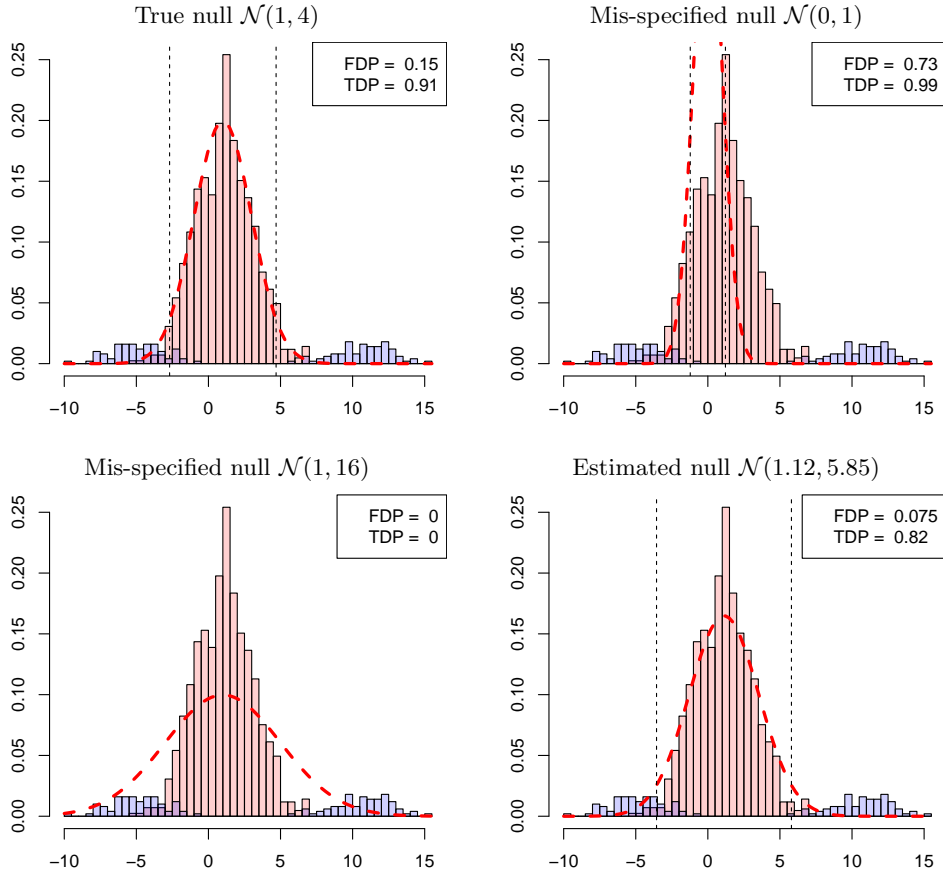 True null N(1, 4)
FDP = 0.15
TDP = 0.91
0.25
0.20
0.15
0.10
0.05
0.00
−10 −5 0 5 10 15
Mis-specified null N(0, 1)
FDP = 0.73
TDP = 0.99
0.25
0.20
0.15
0.10
0.05
0.00
−10 −5 0 5 10 15
Mis-specified null N(1, 16)
FDP = 0
TDP = 0
0.25
0.20
0.15
0.10
0.05
0.00
−10 −5 0 5 10 15
Estimated null N(1.12, 5.85)
FDP = 0.075
TDP = 0.82
0.25
0.20
0.15
0.10
0.05
0.00
−10 −5 0 5 10 15